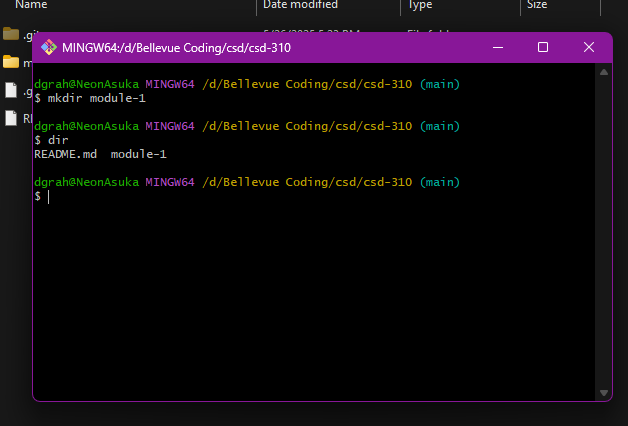 Name Date modified Type Size
.gi
MINGW64:/d/Bellevue Coding/csd/csd-310
m
dgrah@NeonAsuka MINGW64 /d/Bellevue Coding/csd/csd-310 (main)
$ mkdir module-1
.g
dgrah@NeonAsuka MINGW64 /d/Bellevue Coding/csd/csd-310 (main)
$ dir
README.md module-1
dgrah@NeonAsuka MINGW64 /d/Bellevue Coding/csd/csd-310 (main)
$